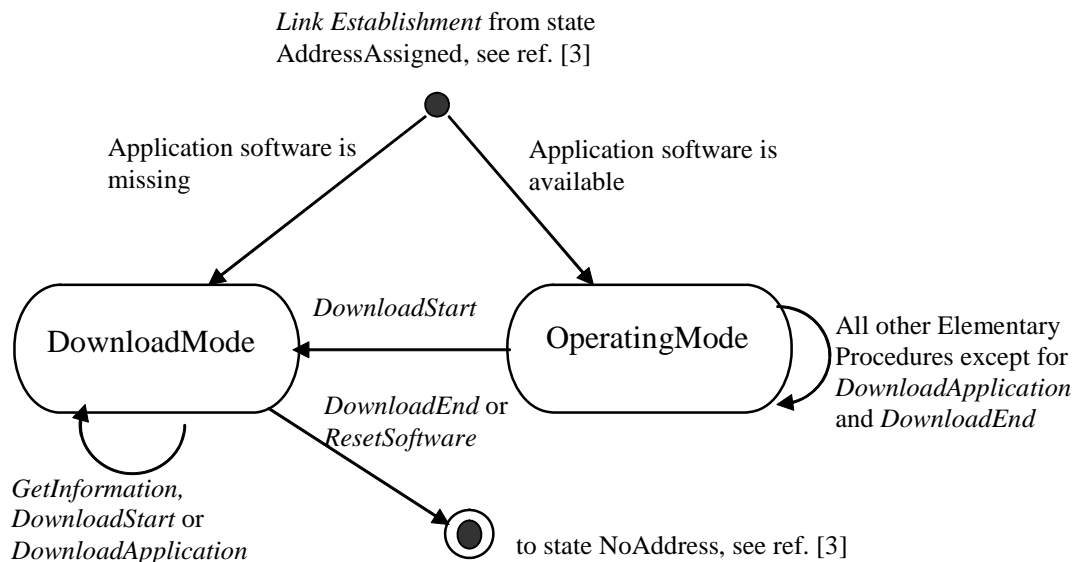 Link Establishment from state
AddressAssigned, see ref. [3]
Application software is
missing
Application software is
available
DownloadMode
DownloadStart
OperatingMode
All other Elementary
Procedures except for
DownloadApplication
and DownloadEnd
DownloadEnd or
ResetSoftware
GetInformation,
DownloadStart or
DownloadApplication
to state NoAddress, see ref. [3]